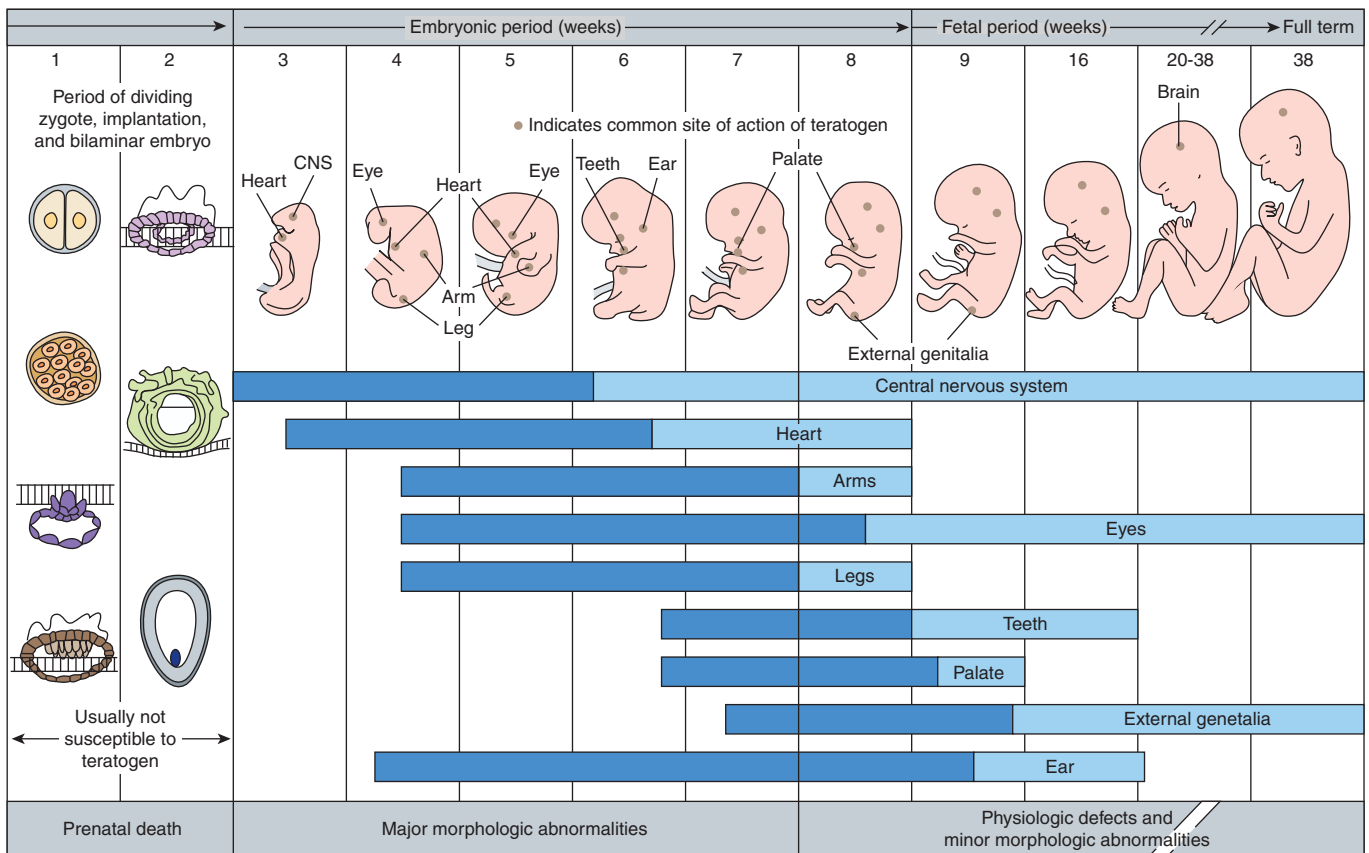 Embryonic period (weeks)
Fetal period (weeks)
Full term
1
2
3
4
5
6
7
8
9
16
20-38
38
Period of dividing
zygote, implantation,
and bilaminar embryo
Indicates common site of action of teratogen
Brain
CNS
Heart
Eye
Heart
Eye
Teeth
Ear
Palate
Arm
Leg
External genitalia
Central nervous system
Heart
Arms
Eyes
Legs
Teeth
Palate
External genetalia
Ear
Usually not
susceptible to
teratogen
Prenatal death
Major morphologic abnormalities
Physiologic defects and
minor morphologic abnormalities